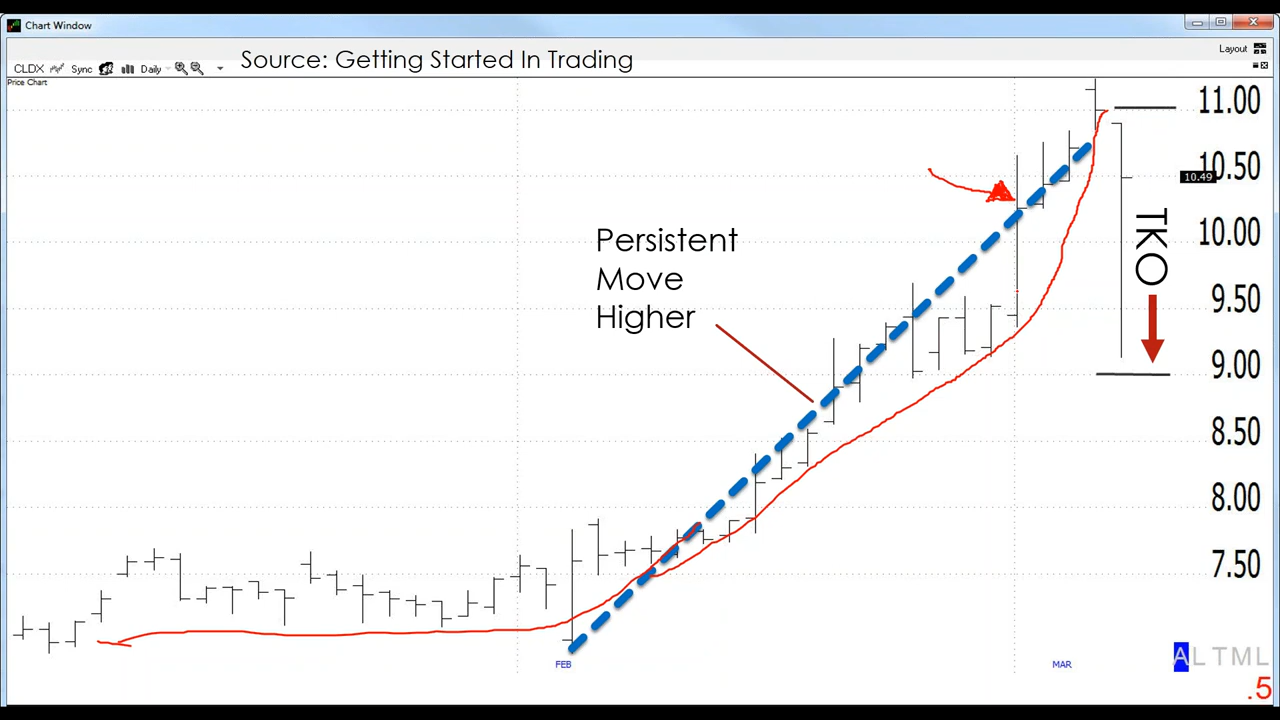 Chart Window
Layout
CLDX Sync Daily
Source: Getting Started In Trading
Price Chart
11.00
10.50
10.49
10.00
9.50
9.00
8.50
8.00
7.50
Persistent
Move
Higher
TKO
FEB
MAR
ALTML
.5